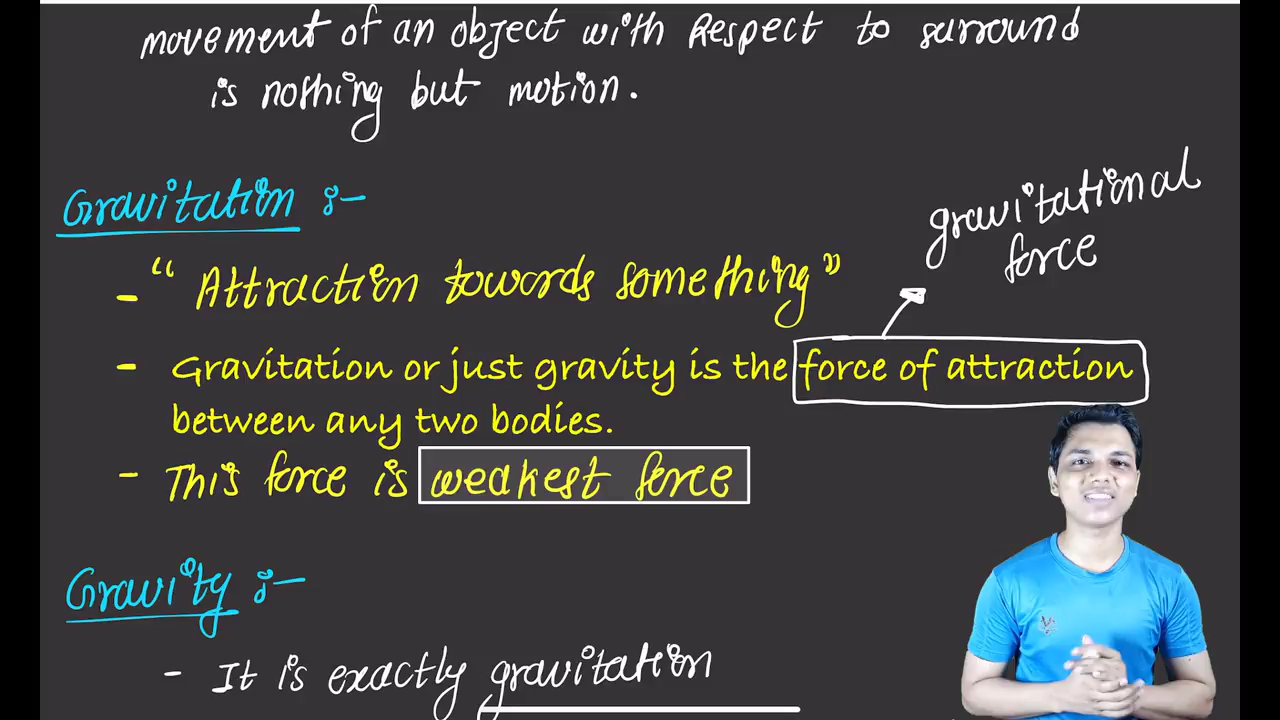 movement of an object with Respect to surround
is nothing but motion.
Gravitation :-
- "Attraction towards something"
gravitational
force
- Gravitation or just gravity is the force of attraction
between any two bodies.
- This force is weakest force
Gravity :-
- It is exactly gravitation